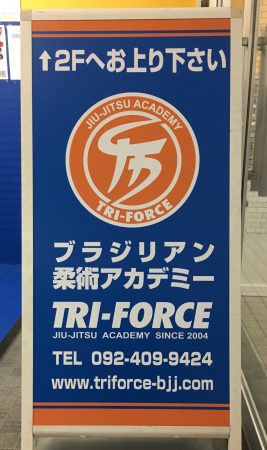 ↑2Fへお上り下さい
JIU-JITSU ACADEMY
TRI-FORCE
ブラジリアン
柔術アカデミー
TRI-FORCE
JIU-JITSU ACADEMY SINCE 2004
TEL 092-409-9424
www.triforce-bjj.com